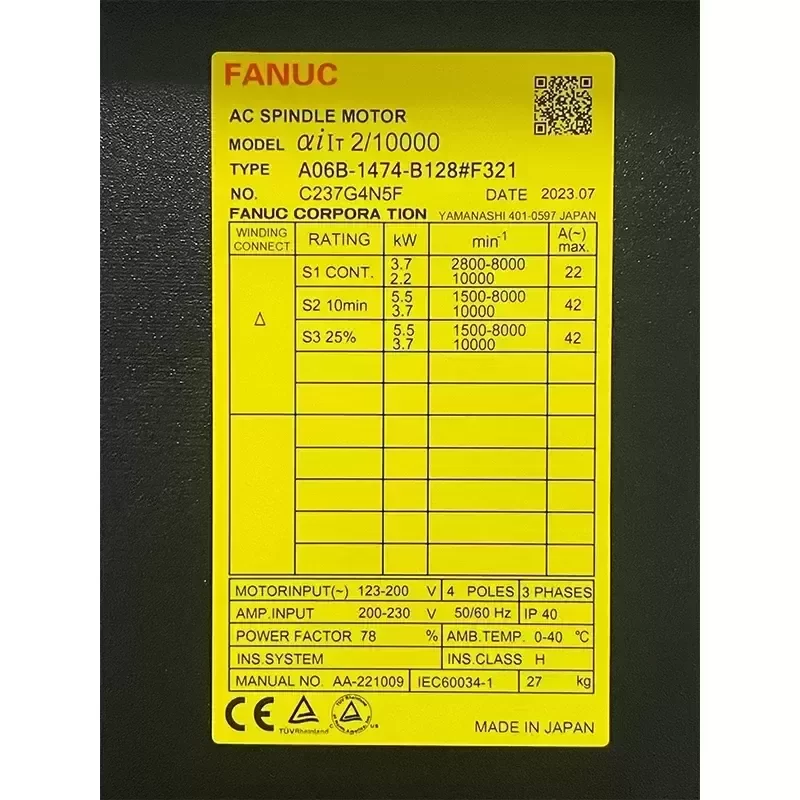 FANUC
AC SPINDLE MOTOR
MODEL αiIT 2/10000
TYPE A06B-1474-B128#F321
NO. C237G4N5F DATE 2023.07
FANUC CORPORA TION YAMANASHI 401-0597 JAPAN
WINDING CONNECT. RATING kW min-1 A(~) max.
Δ S1 CONT. 3.7 2800-8000 22
2.2 10000
S2 10min 5.5 1500-8000 42
3.7 10000
S3 25% 5.5 1500-8000 42
3.7 10000
MOTORINPUT(~) 123-200 V 4 POLES 3 PHASES
AMP.INPUT 200-230 V 50/60 Hz IP 40
POWER FACTOR 78 % AMB.TEMP. 0-40 ℃
INS.SYSTEM INS.CLASS H
MANUAL NO. AA-221009 IEC60034-1 27 kg
CE TÜVRheinland C US
MADE IN JAPAN